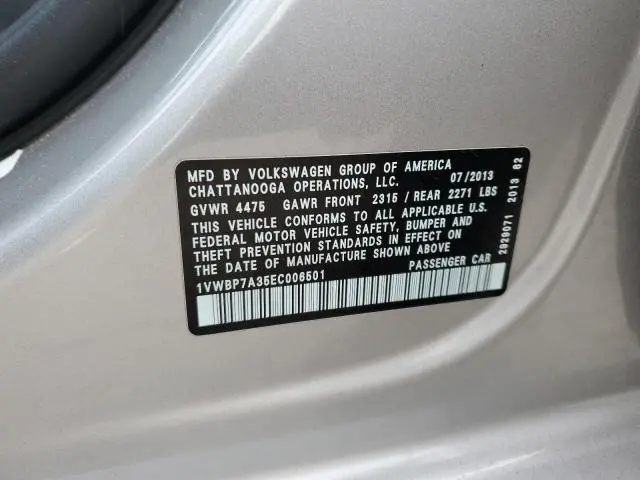 MFD BY VOLKSWAGEN GROUP OF AMERICA
CHATTANOOGA OPERATIONS, LLC. 07/2013
GVWR 4475 GAWR FRONT 2315 / REAR 2271 LBS
THIS VEHICLE CONFORMS TO ALL APPLICABLE U.S.
FEDERAL MOTOR VEHICLE SAFETY, BUMPER AND
THEFT PREVENTION STANDARDS IN EFFECT ON
THE DATE OF MANUFACTURE SHOWN ABOVE
1VWBP7A35EC006501 PASSENGER CAR
2929071 2013 62